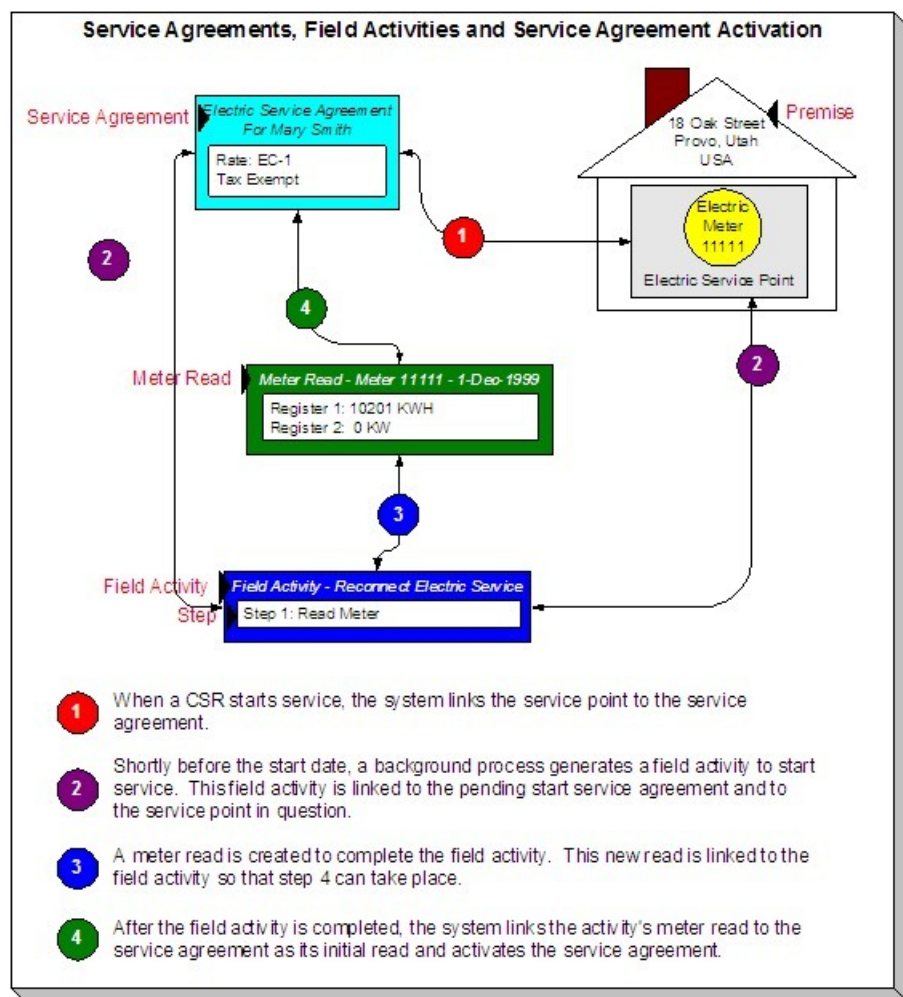 Service Agreements, Field Activities and Service Agreement Activation
Service Agreement
Electric Service Agreement
For Mary Smith
Rate: EC-1
Tax Exempt
18 Oak Street
Provo, Utah
USA
Premise
Electric
Meter
11111
Electric Service Point
1
2
4
2
Meter Read
Meter Read - Meter 11111 - 1-Dec-1999
Register 1: 10201 KWH
Register 2: 0 KW
3
Field Activity
Field Activity - Reconnect Electric Service
Step
Step 1: Read Meter
1
When a CSR starts service, the system links the service point to the service
agreement.
2
Shortly before the start date, a background process generates a field activity to start
service. This field activity is linked to the pending start service agreement and to
the service point in question.
3
A meter read is created to complete the field activity. This new read is linked to the
field activity so that step 4 can take place.
4
After the field activity is completed, the system links the activity's meter read to the
service agreement as its initial read and activates the service agreement.